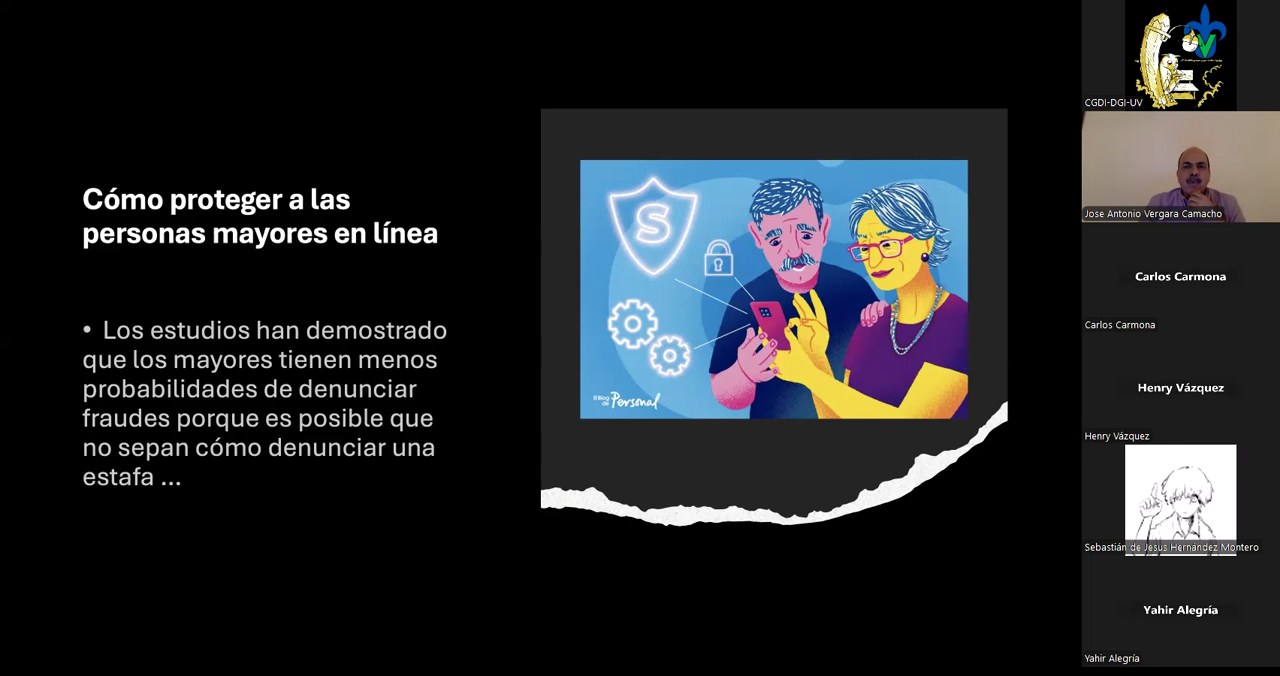 Cómo proteger a las
personas mayores en línea
• Los estudios han demostrado
que los mayores tienen menos
probabilidades de denunciar
fraudes porque es posible que
no sepan cómo denunciar una
estafa ...
S
El Blog
de Personal
CGDI-DGI-UV
Jose Antonio Vergara Camacho
Carlos Carmona
Carlos Carmona
Henry Vázquez
Henry Vázquez
Sebastián de Jesus Hernández Montero
Yahir Alegría
Yahir Alegría